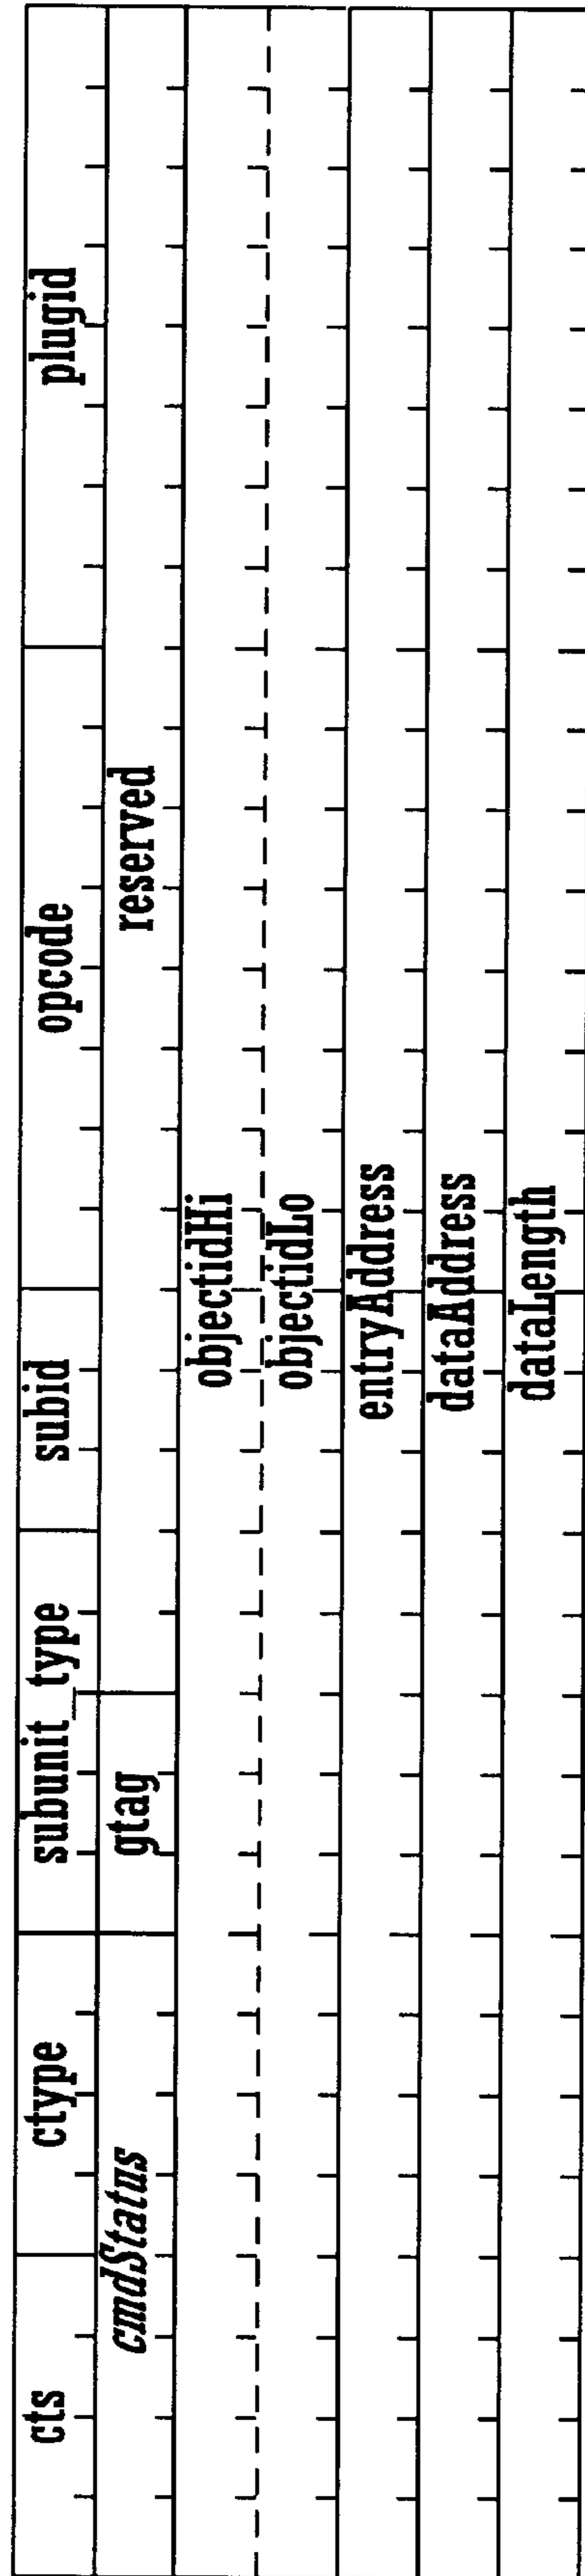 cts ctype subunit_type subid opcode plugid
cmdStatus gtag reserved
objectidHi
objectidLo
entryAddress
dataAddress
dataLength